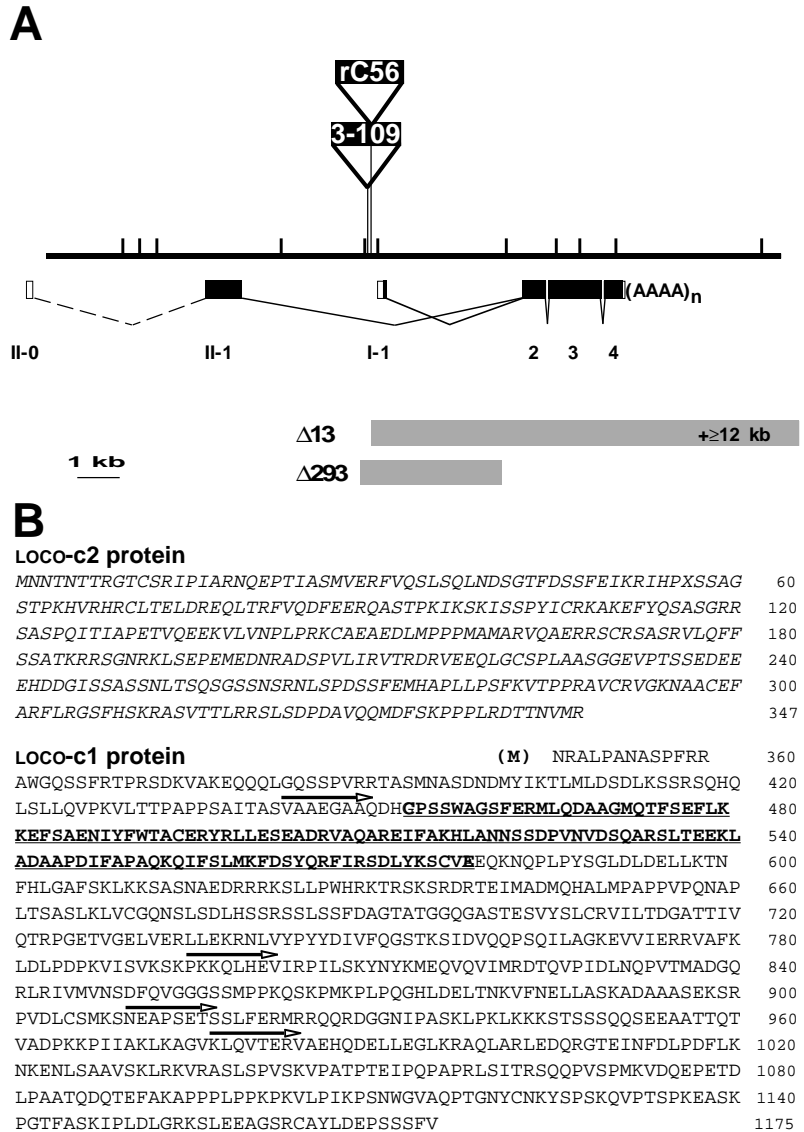 A
rC56
3-109
(AAAA)n
II-0 II-1 I-1 2 3 4
Δ13 +≥12 kb
1 kb
Δ293
B
LOCO-c2 protein
MNNTNTTRGTCSRIPIARNQEPTIASMVERFVQSLSQLNDSGTFDSSFEIKRIHPXSSAG 60
STPKHVRHRCLTELDREQLTRFVQDFEERQASTPKIKSKISSPYICRKAKEFYQSASGRR 120
SASPQITIAPETVQEEKVLVNPLPRKCAEAEDLMPPPMAMARVQAERRSCRSASRVLQFF 180
SSATKRRSGNRKLSEPEMEDNRADSPVLIRVTRDRVEEQLGCSPLAASGGEVPTSSEDEE 240
EHDDGISSASSNLTSQSGSSNSRNLSPDSSFEMHAPLLPSFKVTPPRAVCRVGKNAACEF 300
ARFLRGSFHSKRASVTTLRRSLSDPDAVQQMDFSKPPPLRDTTNVMR 347
LOCO-c1 protein (M) NRALPANASPFRR 360
AWGQSSFRTPRSDKVAKEQQQLGQSSPVRRTASMNASDNDMYIKTLMLDSDLKSSRSQHQ 420
LSLLQVPKVLTTPAPPSAITASVAAEGAAQDHGPSSWAGSFERMLQDAAGMQTFSEFLK 480
KEFSAENIYFWTACERYRLLESEADRVAQAREIFAKHLANNSSDPVNVDSQARSLTEEKL 540
ADAAPDIFAPAQKQIFSLMKFDSYQRFIRSDLYKSCVEEQKNQPLPYSGLDLDELLKTN 600
FHLGAFSKLKKSASNAEDRRRKSLLPWHRKTRSKSRDRTEIMADMQHALMPAPPVPQNAP 660
LTSASLKLVCGQNSLSDLHSSRSSLSSFDAGTATGGQGASTESVYSLCRVILTDGATTIV 720
QTRPGETVGELVERLLEKRNLVYPYYDIVFQGSTKSIDVQQPSQILAGKEVVIERRVAFK 780
LDLPDPKVISVKSKPKKQLHEVIRPILSKYNYKMEQVQVIMRDTQVPIDLNQPVTMADGQ 840
RLRIVMVNSDFQVGGGSSMPPKQSKPMKPLPQGHLDELTNKVFNELLASKADAAASEKSR 900
PVDLCSMKSNEAPSETSSLFERMRRQQRDGGNIPASKLPKLKKKSTSSSQQSEEAATTQT 960
VADPKKPIIAKLKAGVKLQVTERVAEHQDELLEGLKRAQLARLEDQRGTEINFDLPDFLK 1020
NKENLSAAVSKLRKVRASLSPVSKVPATPTEIPQPAPRLSITRSQQPVSPMKVDQEPETD 1080
LPAATQDQTEFAKAPPPLPPKPKVLPIKPSNWGVAQPTGNYCNKYSPSKQVPTSPKEASK 1140
PGTFASKIPLDLGRKSLEEAGSRCAYLDEPSSSFV 1175